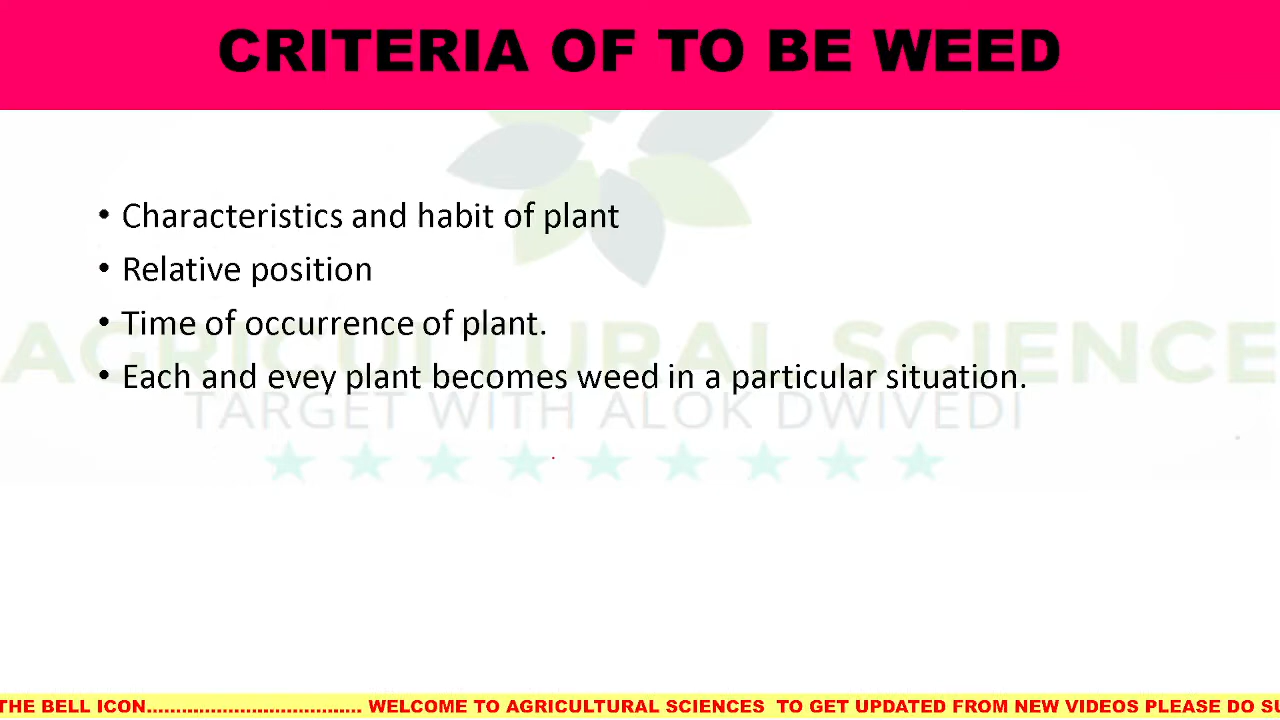 CRITERIA OF TO BE WEED
• Characteristics and habit of plant
• Relative position
• Time of occurrence of plant.
• Each and evey plant becomes weed in a particular situation.
AGRICULTURAL SCIENCE
TARGET WITH ALOK DWIVEDI
THE BELL ICON.................................... WELCOME TO AGRICULTURAL SCIENCES TO GET UPDATED FROM NEW VIDEOS PLEASE DO SU